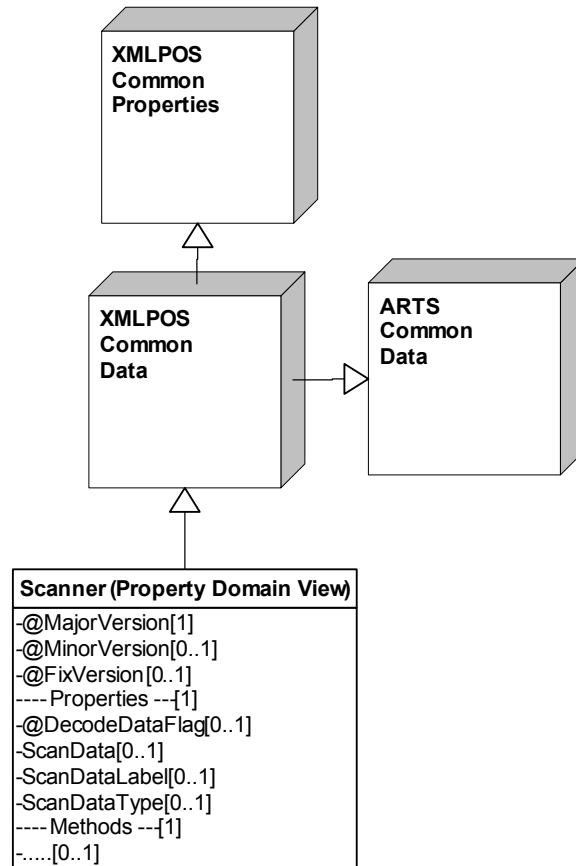 XMLPOS
Common
Properties
XMLPOS
Common
Data
ARTS
Common
Data
Scanner (Property Domain View)
-@MajorVersion[1]
-@MinorVersion[0..1]
-@FixVersion[0..1]
---- Properties ---[1]
-@DecodeDataFlag[0..1]
-ScanData[0..1]
-ScanDataLabel[0..1]
-ScanDataType[0..1]
---- Methods ---[1]
-.....[0..1]